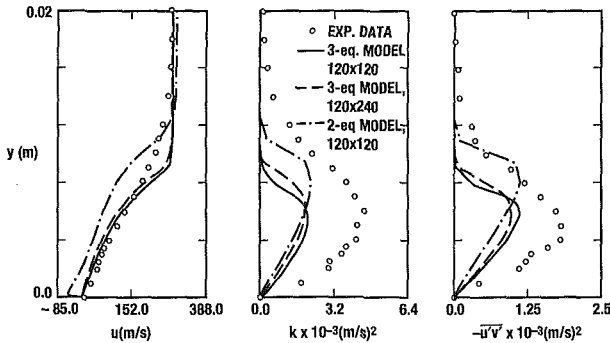 0.02
y (m)
0.0
-85.0 152.0 388.0
u(m/s)
○ EXP. DATA
3-eq. MODEL
120x120
3-eq MODEL,
120x240
2-eq MODEL,
120x120
0.0 3.2 6.4
k x 10⁻³(m/s)²
0.0 1.25 2.5
-u'v' x 10⁻³(m/s)²